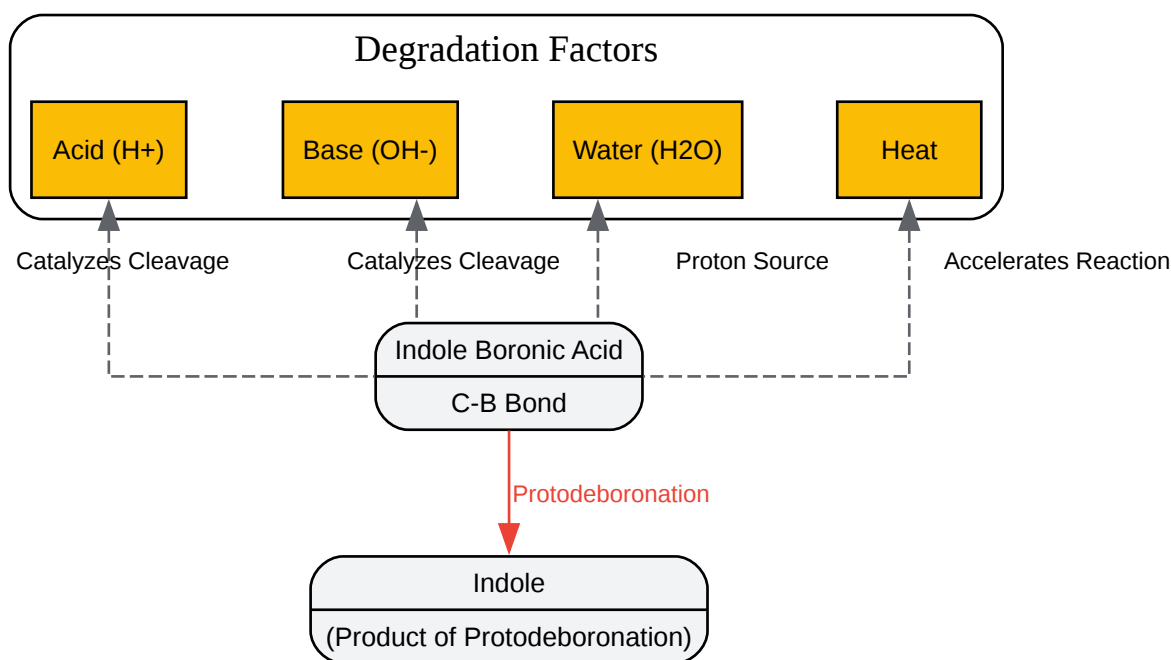 Degradation Factors
Acid (H+)
Base (OH-)
Water (H2O)
Heat
Catalyzes Cleavage
Catalyzes Cleavage
Proton Source
Accelerates Reaction
Indole Boronic Acid
C-B Bond
Protodeboronation
Indole
(Product of Protodeboronation)